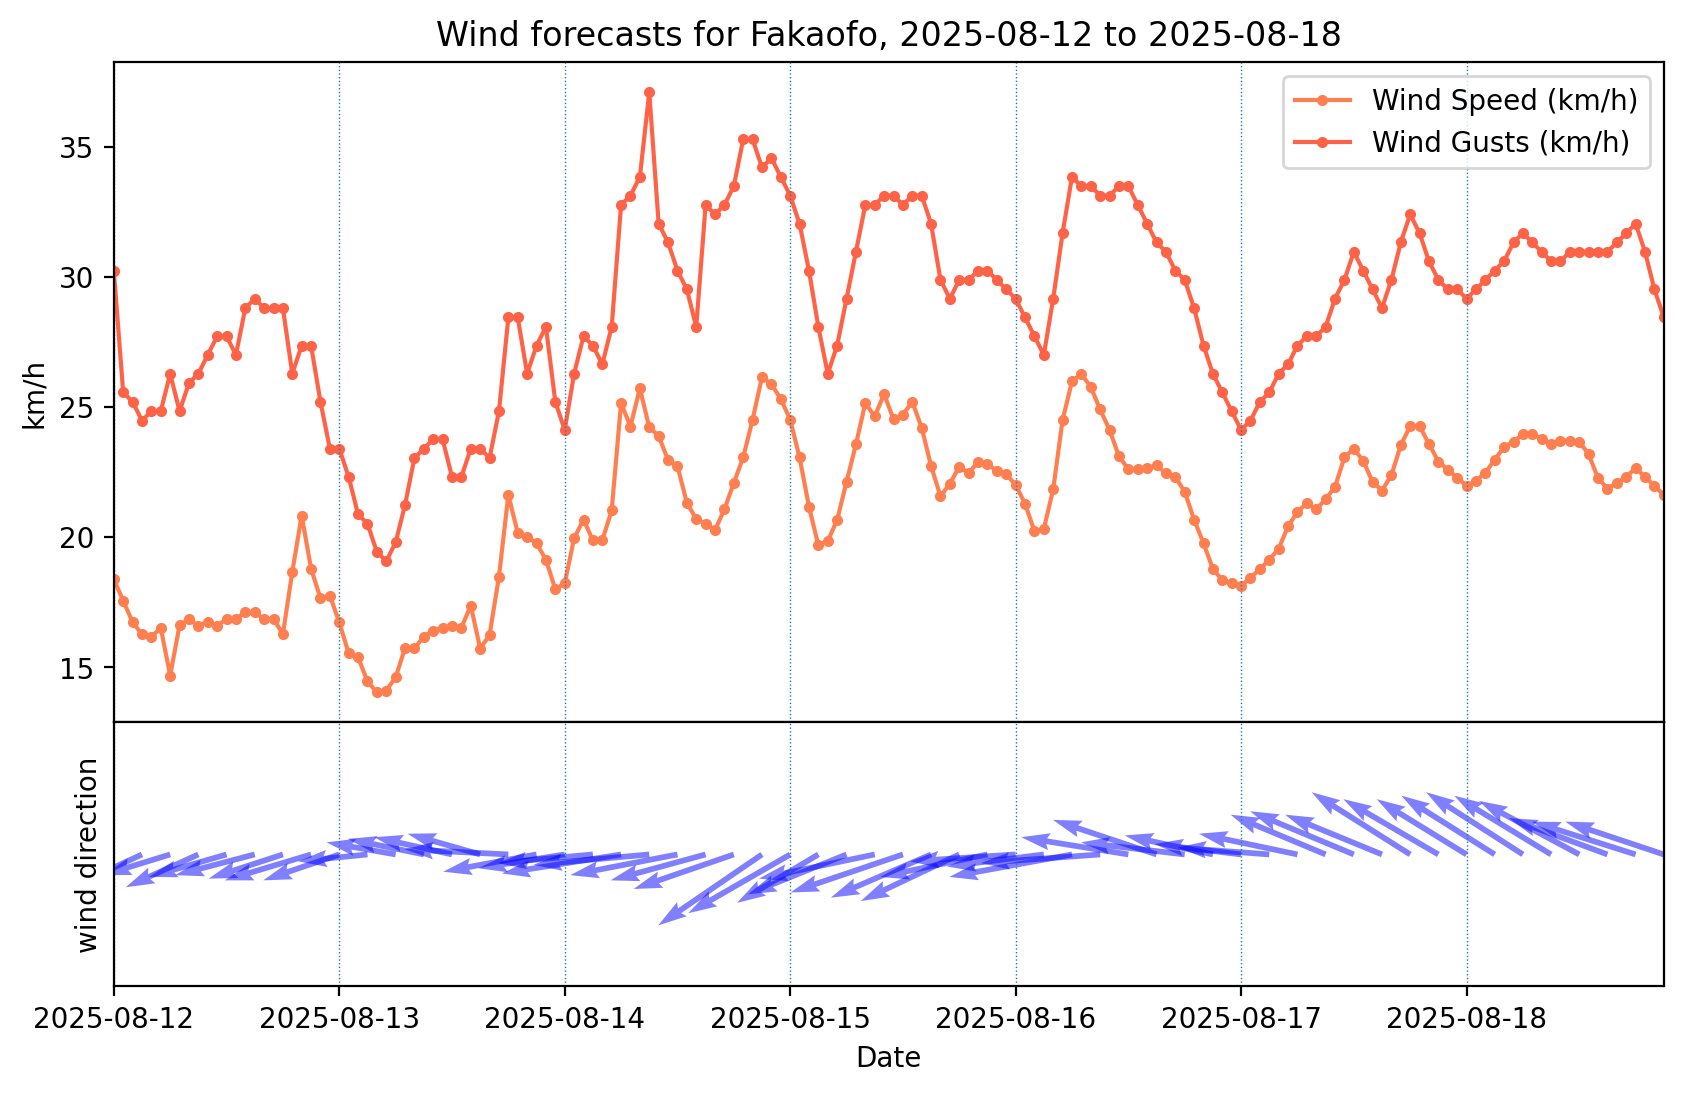 Wind forecasts for Fakaofo, 2025-08-12 to 2025-08-18
Wind Speed (km/h)
Wind Gusts (km/h)
35
30
25
20
15
km/h
wind direction
2025-08-12 2025-08-13 2025-08-14 2025-08-15 2025-08-16 2025-08-17 2025-08-18
Date